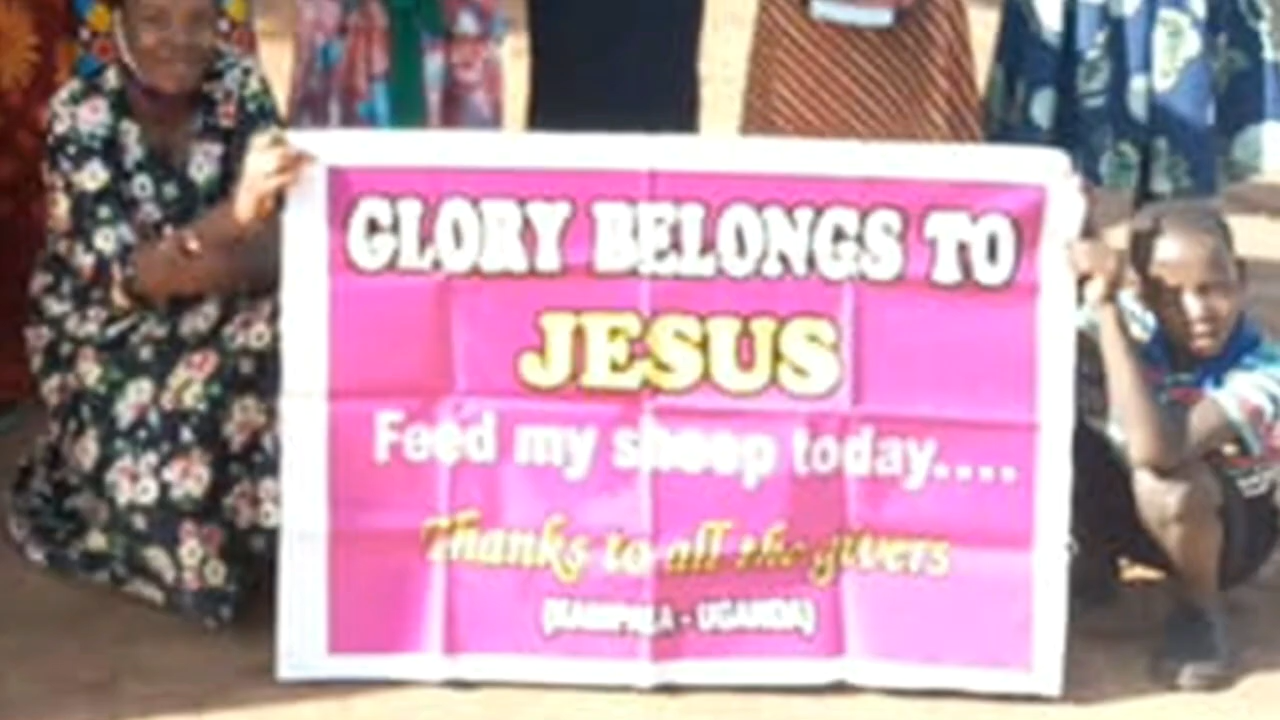 GLORY BELONGS TO
JESUS
Feed my sheep today....
Thanks to all the givers
(KAMPALA - UGANDA)